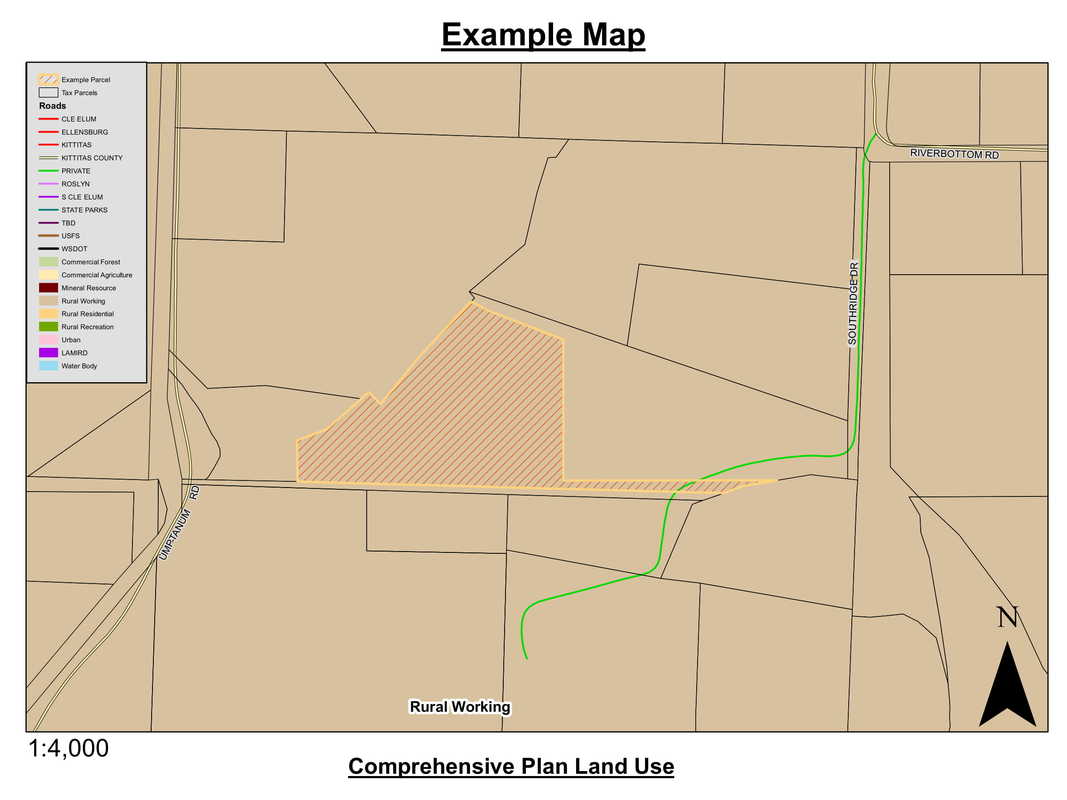 Example Map
Example Parcel
Tax Parcels
Roads
CLE ELUM
ELLENSBURG
KITTITAS
KITTITAS COUNTY
PRIVATE
ROSLYN
S CLE ELUM
STATE PARKS
TBD
USFS
WSDOT
Commercial Forest
Commercial Agriculture
Mineral Resource
Rural Working
Rural Residential
Rural Recreation
Urban
LAMIRD
Water Body
RIVERBOTTOM RD
SOUTHRIDGE DR
UMPTANUM RD
N
Rural Working
1:4,000
Comprehensive Plan Land Use